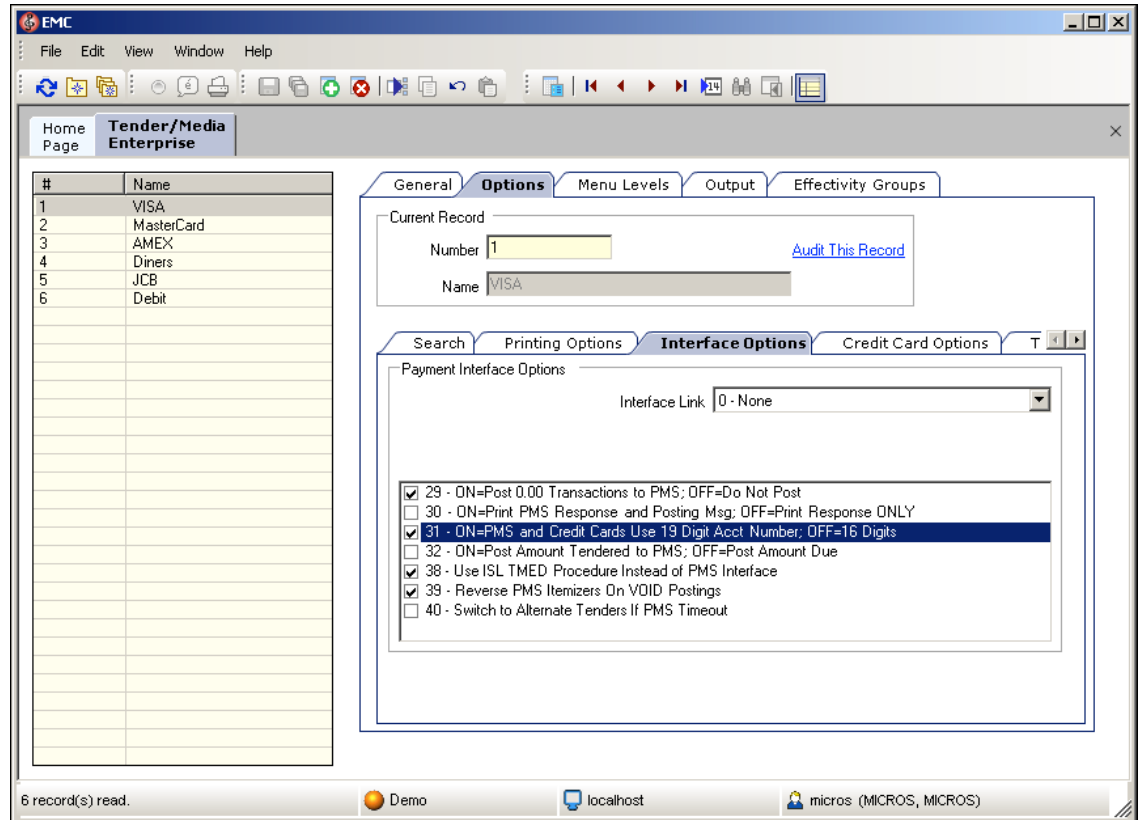 EMC
File Edit View Window Help
Home Page
Tender/Media Enterprise
# Name
1 VISA
2 MasterCard
3 AMEX
4 Diners
5 JCB
6 Debit
General Options Menu Levels Output Effectivity Groups
Current Record
Number 1
Audit This Record
Name VISA
Search Printing Options Interface Options Credit Card Options T
Payment Interface Options
Interface Link 0 - None
29 - ON=Post 0.00 Transactions to PMS; OFF=Do Not Post
30 - ON=Print PMS Response and Posting Msg; OFF=Print Response ONLY
31 - ON=PMS and Credit Cards Use 19 Digit Acct Number; OFF=16 Digits
32 - ON=Post Amount Tendered to PMS; OFF=Post Amount Due
38 - Use ISL TMED Procedure Instead of PMS Interface
39 - Reverse PMS Itemizers On VOID Postings
40 - Switch to Alternate Tenders If PMS Timeout
6 record(s) read. Demo localhost micros (MICROS, MICROS)